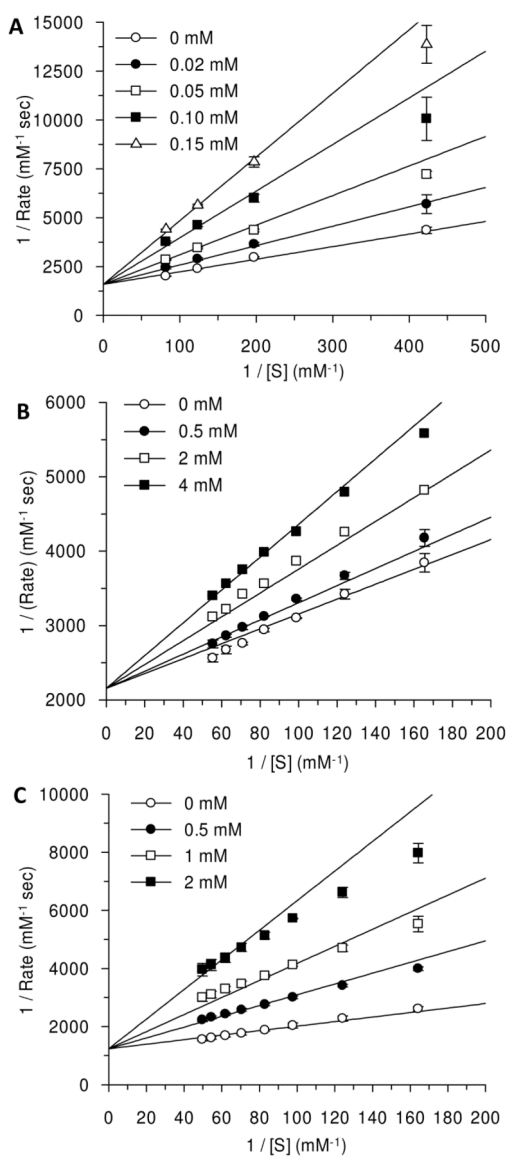 A
15000
12500
10000
7500
5000
2500
0
0 mM
0.02 mM
0.05 mM
0.10 mM
0.15 mM
1 / Rate (mM⁻¹ sec)
0 100 200 300 400 500
1 / [S] (mM⁻¹)
B
6000
5000
4000
3000
2000
0 mM
0.5 mM
2 mM
4 mM
1 / (Rate) (mM⁻¹ sec)
0 20 40 60 80 100 120 140 160 180 200
1 / [S] (mM⁻¹)
C
10000
8000
6000
4000
2000
0
0 mM
0.5 mM
1 mM
2 mM
1 / Rate (mM⁻¹ sec)
0 20 40 60 80 100 120 140 160 180 200
1 / [S] (mM⁻¹)